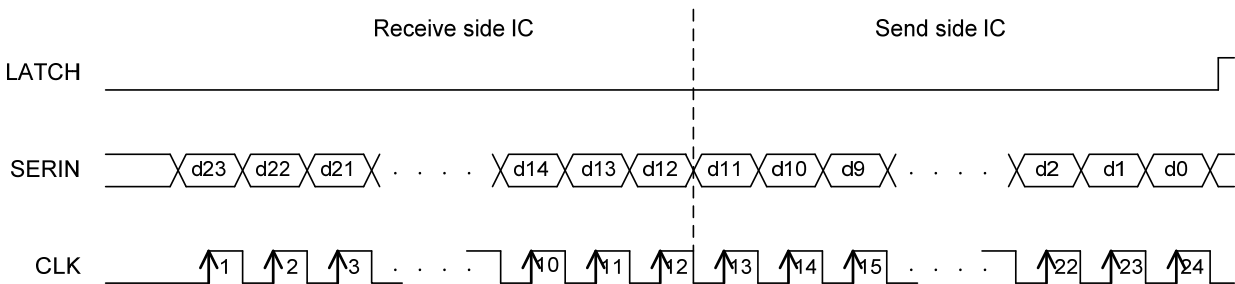 Receive side IC Send side IC
LATCH
SERIN d23 d22 d21 . . . . d14 d13 d12 d11 d10 d9 . . . . d2 d1 d0
CLK 1 2 3 . . . . 10 11 12 13 14 15 . . . . 22 23 24